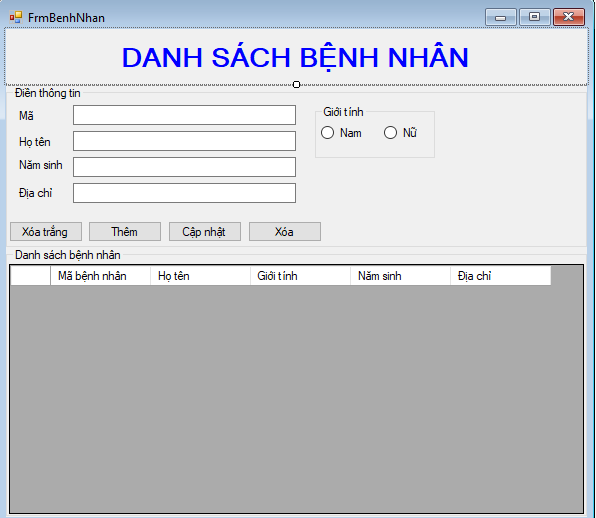 FrmBenhNhan
DANH SÁCH BỆNH NHÂN
Điền thông tin
Mã
Họ tên
Năm sinh
Địa chỉ
Giới tính
Nam Nữ
Xóa trắng Thêm Cập nhật Xóa
Danh sách bệnh nhân
Mã bệnh nhân Họ tên Giới tính Năm sinh Địa chỉ